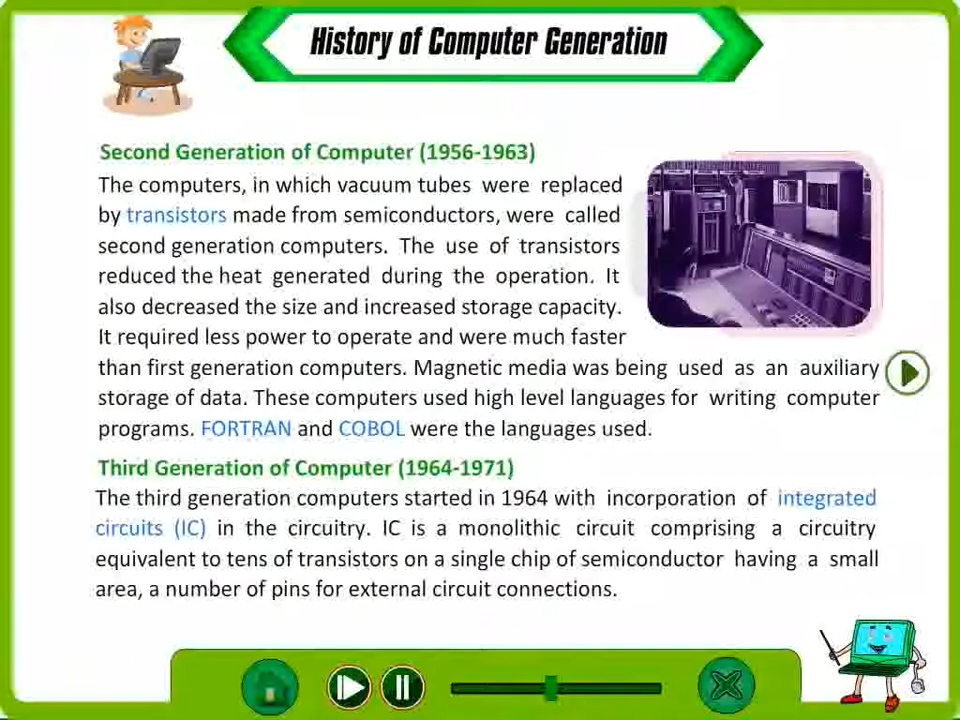 History of Computer Generation
Second Generation of Computer (1956-1963)
The computers, in which vacuum tubes were replaced
by transistors made from semiconductors, were called
second generation computers. The use of transistors
reduced the heat generated during the operation. It
also decreased the size and increased storage capacity.
It required less power to operate and were much faster
than first generation computers. Magnetic media was being used as an auxiliary
storage of data. These computers used high level languages for writing computer
programs. FORTRAN and COBOL were the languages used.
Third Generation of Computer (1964-1971)
The third generation computers started in 1964 with incorporation of integrated
circuits (IC) in the circuitry. IC is a monolithic circuit comprising a circuitry
equivalent to tens of transistors on a single chip of semiconductor having a small
area, a number of pins for external circuit connections.